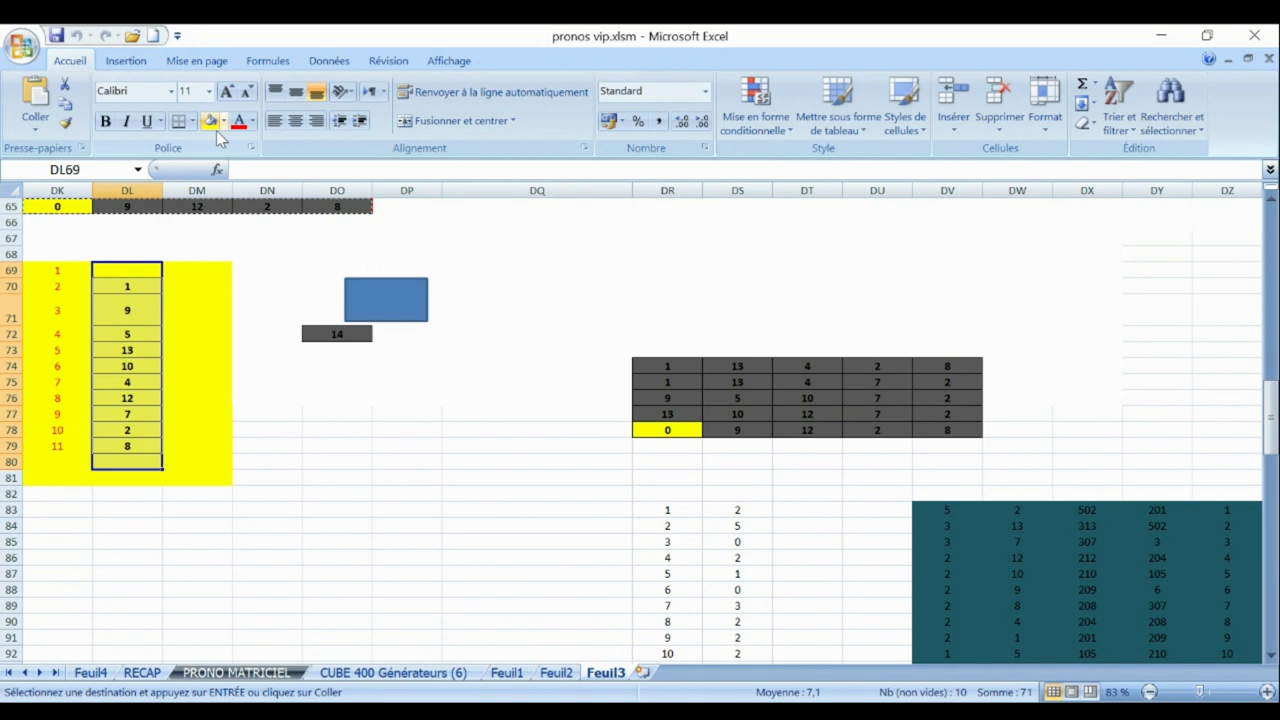 pronos vip.xlsm - Microsoft Excel
Accueil Insertion Mise en page Formules Données Révision Affichage
Coller Calibri 11 Renvoyer à la ligne automatiquement Standard Mise en forme conditionnelle Mettre sous forme de tableau Styles de cellules Insérer Supprimer Format Trier et filtrer Rechercher et sélectionner
G I S A Fusionner et centrer % 000
Presse-papiers Police Alignement Nombre Style Cellules Édition
DL69 fx
DK DL DM DN DO DP DQ DR DS DT DU DV DW DX DY DZ
65 0 9 12 2 8
66
67
68
69 1
70 2 1
71 3 9
72 4 5 14
73 5 13
74 6 10 1 13 4 2 8
75 7 4 1 13 4 7 2
76 8 12 9 5 10 7 2
77 9 7 13 10 12 7 2
78 10 2 0 9 12 2 8
79 11 8
80
81
82
83 1 2 5 2 502 201 1
84 2 5 3 13 313 502 2
85 3 0 3 7 307 3 3
86 4 2 2 12 212 204 4
87 5 1 2 10 210 105 5
88 6 0 2 9 209 6 6
89 7 3 2 8 208 307 7
90 8 2 2 4 204 208 8
91 9 2 2 1 201 209 9
92 10 2 1 5 105 210 10
Feuil4 RECAP PRONO MATRICIEL CUBE 400 Générateurs (6) Feuil1 Feuil2 Feuil3
Sélectionnez une destination et appuyez sur ENTRÉE ou cliquez sur Coller Moyenne : 7,1 Nb (non vides) : 10 Somme : 71 83 %